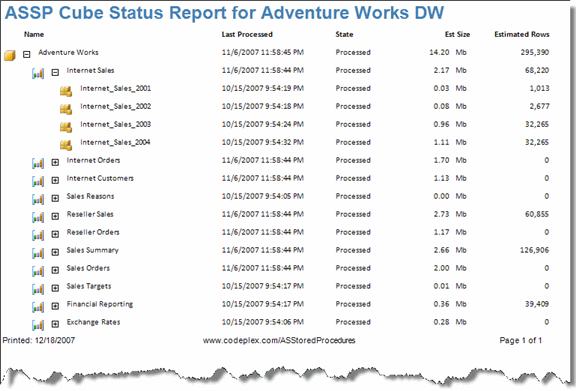 ASSP Cube Status Report for Adventure Works DW
Name Last Processed State Est Size Estimated Rows
Adventure Works 11/6/2007 11:58:45 PM Processed 14.20 Mb 295,390
Internet Sales 11/6/2007 11:58:44 PM Processed 2.17 Mb 68,220
Internet_Sales_2001 10/15/2007 9:54:19 PM Processed 0.03 Mb 1,013
Internet_Sales_2002 10/15/2007 9:54:18 PM Processed 0.08 Mb 2,677
Internet_Sales_2003 10/15/2007 9:54:24 PM Processed 0.96 Mb 32,265
Internet_Sales_2004 10/15/2007 9:54:32 PM Processed 1.11 Mb 32,265
Internet Orders 11/6/2007 11:58:44 PM Processed 1.70 Mb 0
Internet Customers 11/6/2007 11:58:44 PM Processed 1.13 Mb 0
Sales Reasons 10/15/2007 9:54:05 PM Processed 0.00 Mb 0
Reseller Sales 11/6/2007 11:58:44 PM Processed 2.73 Mb 60,855
Reseller Orders 11/6/2007 11:58:44 PM Processed 1.17 Mb 0
Sales Summary 11/6/2007 11:58:44 PM Processed 2.66 Mb 126,906
Sales Orders 11/6/2007 11:58:44 PM Processed 2.00 Mb 0
Sales Targets 10/15/2007 9:54:17 PM Processed 0.01 Mb 0
Financial Reporting 10/15/2007 9:54:17 PM Processed 0.36 Mb 39,409
Exchange Rates 10/15/2007 9:54:06 PM Processed 0.28 Mb 0
Printed: 12/18/2007 www.codeplex.com/ASStoredProcedures Page 1 of 1